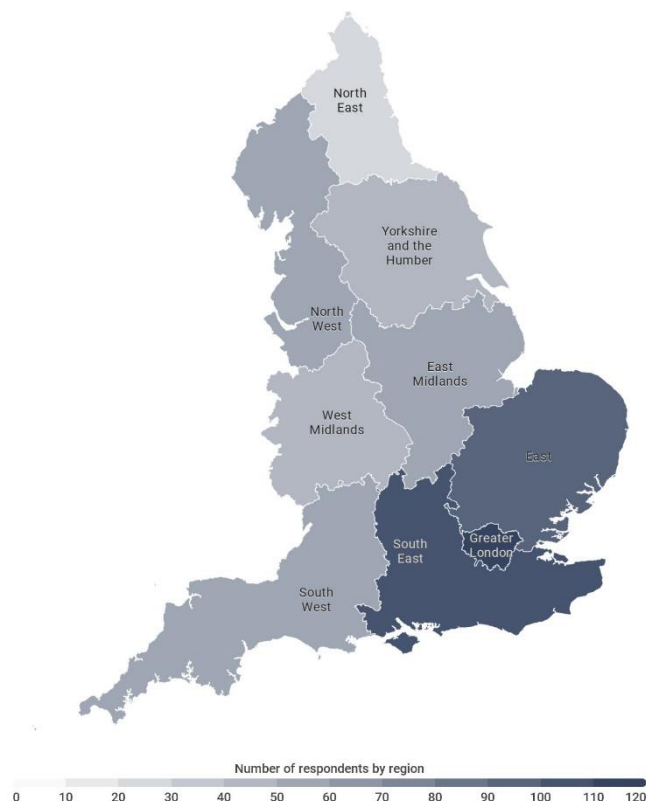 North
East
Yorkshire
and the
Humber
North
West
East
Midlands
West
Midlands
East
South
East
Greater
London
South
West
Number of respondents by region
0 10 20 30 40 50 60 70 80 90 100 110 120